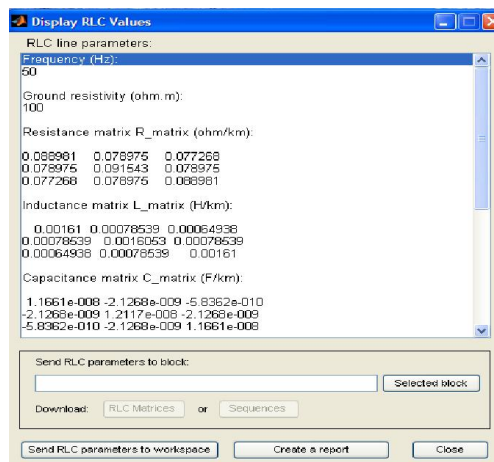 Display RLC Values
RLC line parameters:
Frequency (Hz):
50
Ground resistivity (ohm.m):
100
Resistance matrix R_matrix (ohm/km):
0.088981 0.078975 0.077268
0.078975 0.091543 0.078975
0.077268 0.078975 0.088981
Inductance matrix L_matrix (H/km):
0.00161 0.00078539 0.00064938
0.00078539 0.0016053 0.00078539
0.00064938 0.00078539 0.00161
Capacitance matrix C_matrix (F/km):
1.1661e-008 -2.1268e-009 -5.8362e-010
-2.1268e-009 1.2117e-008 -2.1268e-009
-5.8362e-010 -2.1268e-009 1.1661e-008
Send RLC parameters to block:
Selected block
Download: RLC Matrices or Sequences
Send RLC parameters to workspace Create a report Close